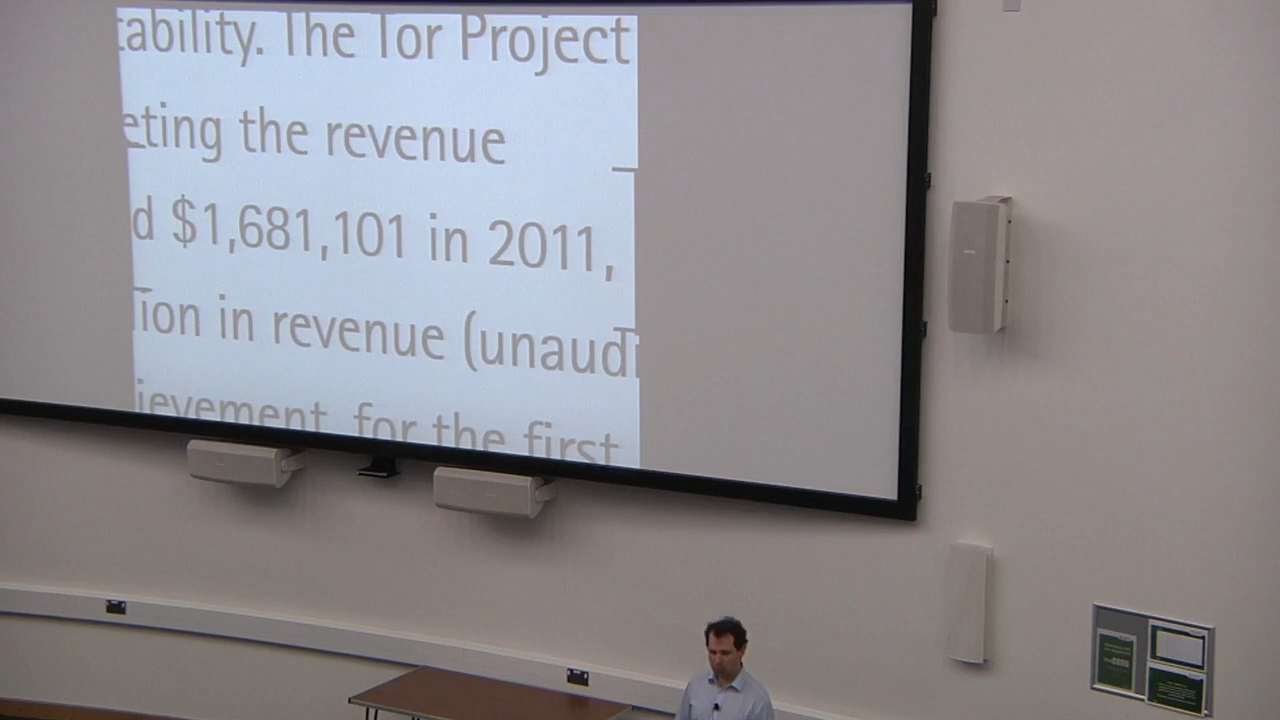 tability. The Tor Project
eting the revenue
d $1,681,101 in 2011,
ion in revenue (unaudi
ievement for the first